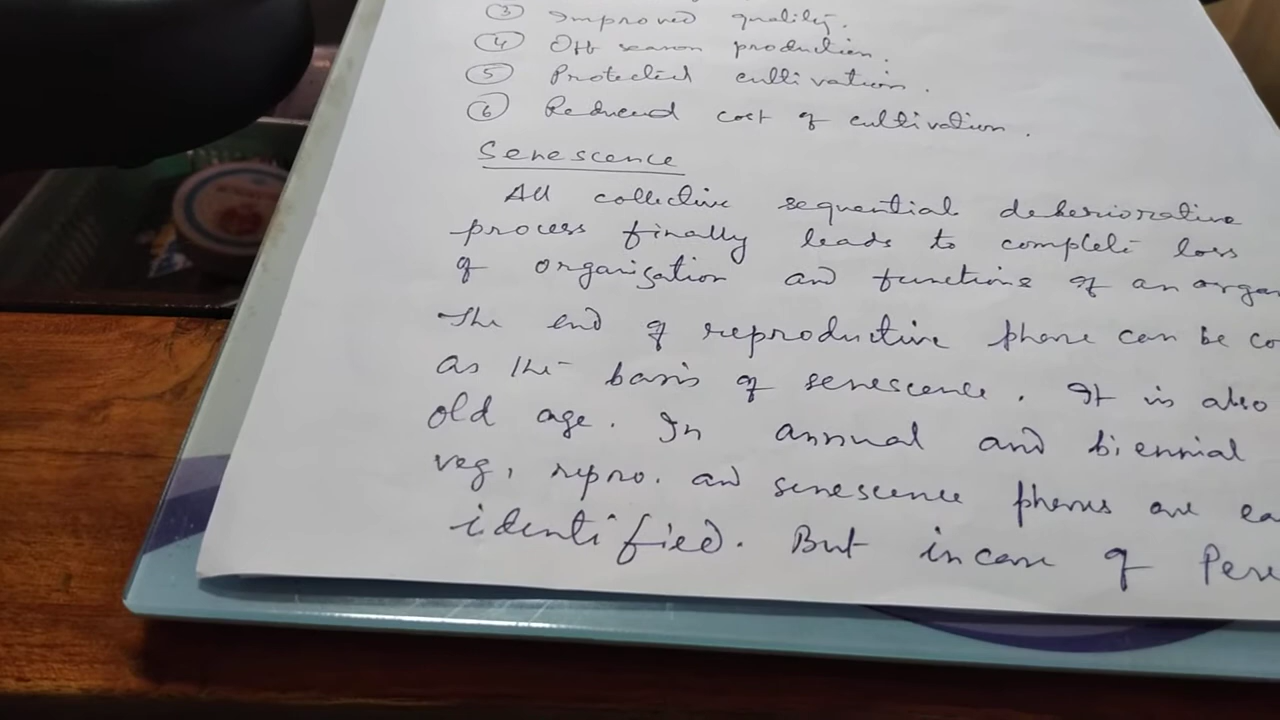 ③ Improved quality.
④ Off season production.
⑤ Protected cultivation.
⑥ Reduced cost of cultivation.
Senescence
All collective sequential deteriorative
process finally leads to complete loss
of organisation and functions of an organ
The end of reproductive phase can be co
as the basis of senescence. It is also
old age. In annual and biennial
veg, repro. and senescence phases are ea
identified. But incase of Pere